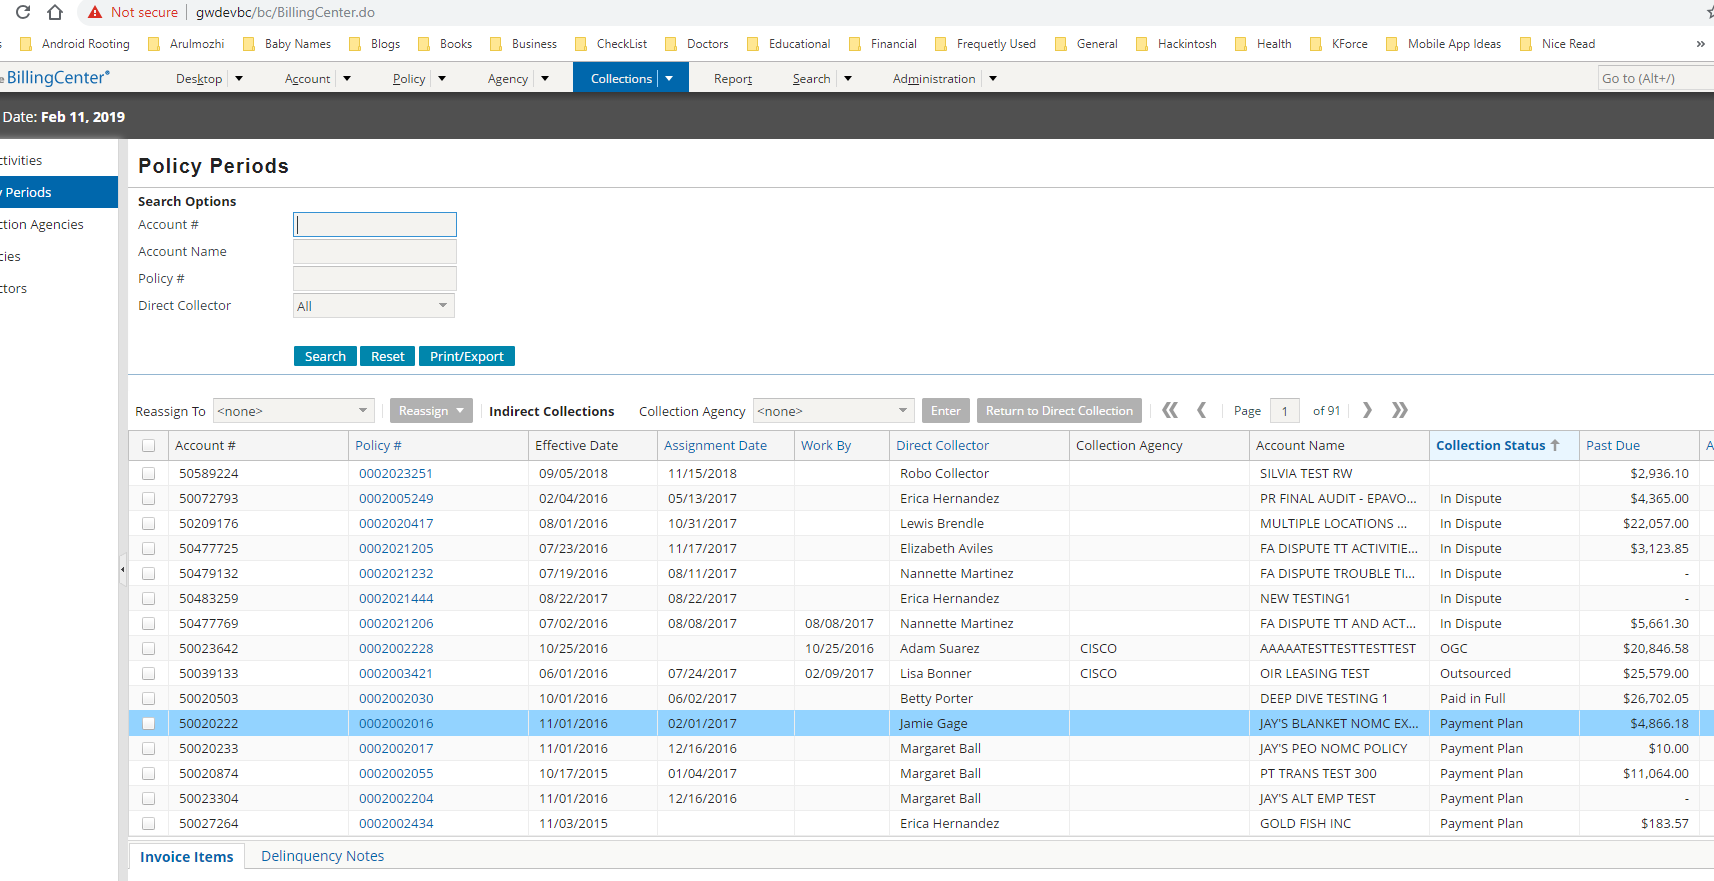 Not secure | gwdevbc/bc/BillingCenter.do
Android Rooting Arulmozhi Baby Names Blogs Books Business CheckList Doctors Educational Financial Frequetly Used General Hackintosh Health KForce Mobile App Ideas Nice Read »
BillingCenter® Desktop Account Policy Agency Collections Report Search Administration Go to (Alt+/)
Date: Feb 11, 2019
ctivities
y Periods
ction Agencies
cies
ctors
Policy Periods
Search Options
Account #
Account Name
Policy #
Direct Collector All
Search Reset Print/Export
Reassign To <none> Reassign Indirect Collections Collection Agency <none> Enter Return to Direct Collection Page 1 of 91
Account # Policy # Effective Date Assignment Date Work By Direct Collector Collection Agency Account Name Collection Status Past Due A
50589224 0002023251 09/05/2018 11/15/2018 Robo Collector SILVIA TEST RW $2,936.10
50072793 0002005249 02/04/2016 05/13/2017 Erica Hernandez PR FINAL AUDIT - EPAVO... In Dispute $4,365.00
50209176 0002020417 08/01/2016 10/31/2017 Lewis Brendle MULTIPLE LOCATIONS ... In Dispute $22,057.00
50477725 0002021205 07/23/2016 11/17/2017 Elizabeth Aviles FA DISPUTE TT ACTIVITIE... In Dispute $3,123.85
50479132 0002021232 07/19/2016 08/11/2017 Nannette Martinez FA DISPUTE TROUBLE TI... In Dispute -
50483259 0002021444 08/22/2017 08/22/2017 Erica Hernandez NEW TESTING1 In Dispute -
50477769 0002021206 07/02/2016 08/08/2017 08/08/2017 Nannette Martinez FA DISPUTE TT AND ACT... In Dispute $5,661.30
50023642 0002002228 10/25/2016 10/25/2016 Adam Suarez CISCO AAAAATESTTESTTESTTEST OGC $20,846.58
50039133 0002003421 06/01/2016 07/24/2017 02/09/2017 Lisa Bonner CISCO OIR LEASING TEST Outsourced $25,579.00
50020503 0002002030 10/01/2016 06/02/2017 Betty Porter DEEP DIVE TESTING 1 Paid in Full $26,702.05
50020222 0002002016 11/01/2016 02/01/2017 Jamie Gage JAY'S BLANKET NOMC EX... Payment Plan $4,866.18
50020233 0002002017 11/01/2016 12/16/2016 Margaret Ball JAY'S PEO NOMC POLICY Payment Plan $10.00
50020874 0002002055 10/17/2015 01/04/2017 Margaret Ball PT TRANS TEST 300 Payment Plan $11,064.00
50023304 0002002204 11/01/2016 12/16/2016 Margaret Ball JAY'S ALT EMP TEST Payment Plan -
50027264 0002002434 11/03/2015 Erica Hernandez GOLD FISH INC Payment Plan $183.57
Invoice Items Delinquency Notes